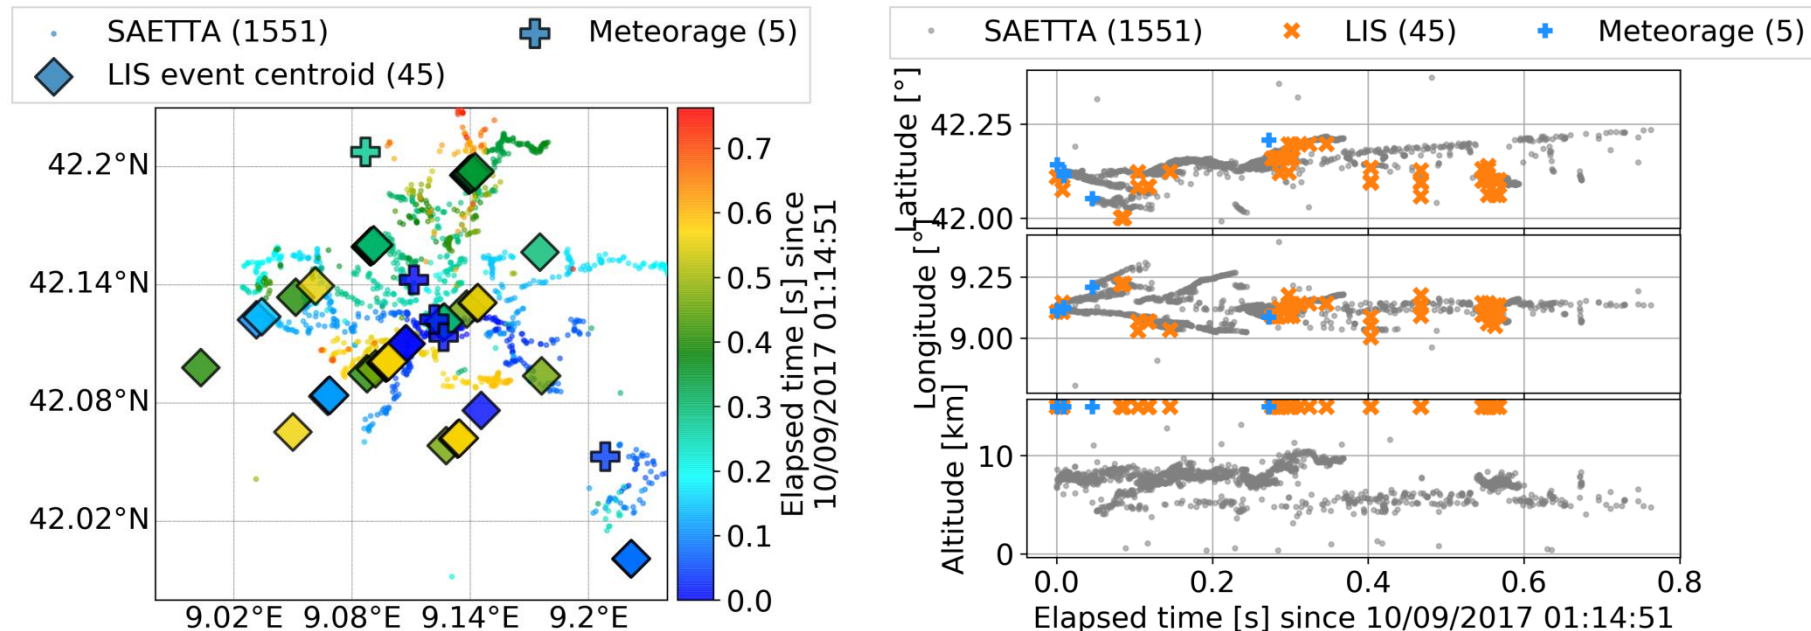 SAETTA (1551)
Meteorage (5)
LIS event centroid (45)
42.2°N
42.14°N
42.08°N
42.02°N
9.02°E 9.08°E 9.14°E 9.2°E
0.7
0.6
0.5
0.4
0.3
0.2
0.1
0.0
Elapsed time [s] since
10/09/2017 01:14:51
SAETTA (1551) LIS (45) Meteorage (5)
Latitude [°]
42.25
42.00
Longitude [°]
9.25
9.00
Altitude [km]
10
0
0.0 0.2 0.4 0.6 0.8
Elapsed time [s] since 10/09/2017 01:14:51